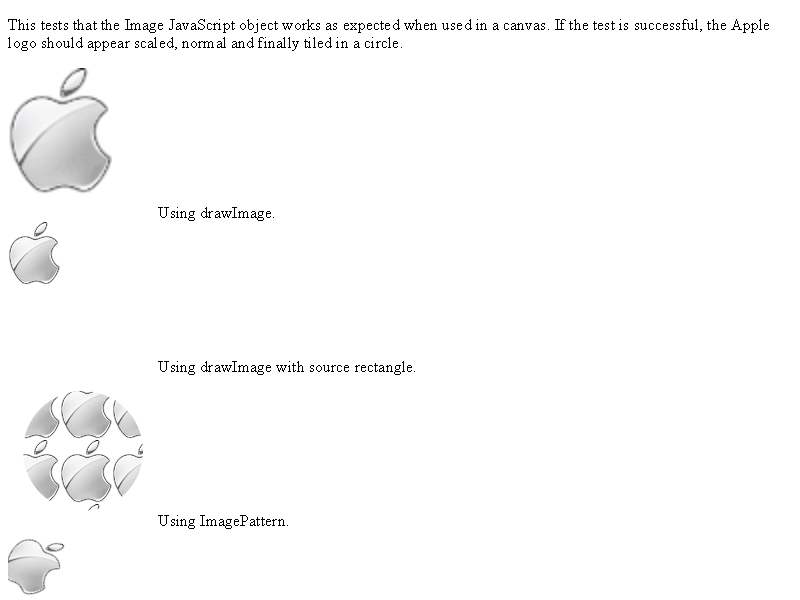 This tests that the Image JavaScript object works as expected when used in a canvas. If the test is successful, the Apple
logo should appear scaled, normal and finally tiled in a circle.
Using drawImage.
Using drawImage with source rectangle.
Using ImagePattern.